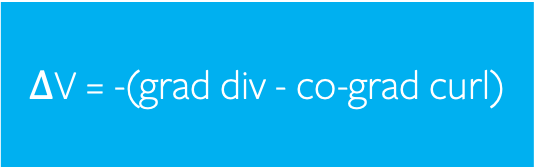 ΔV = -(grad div - co-grad curl)